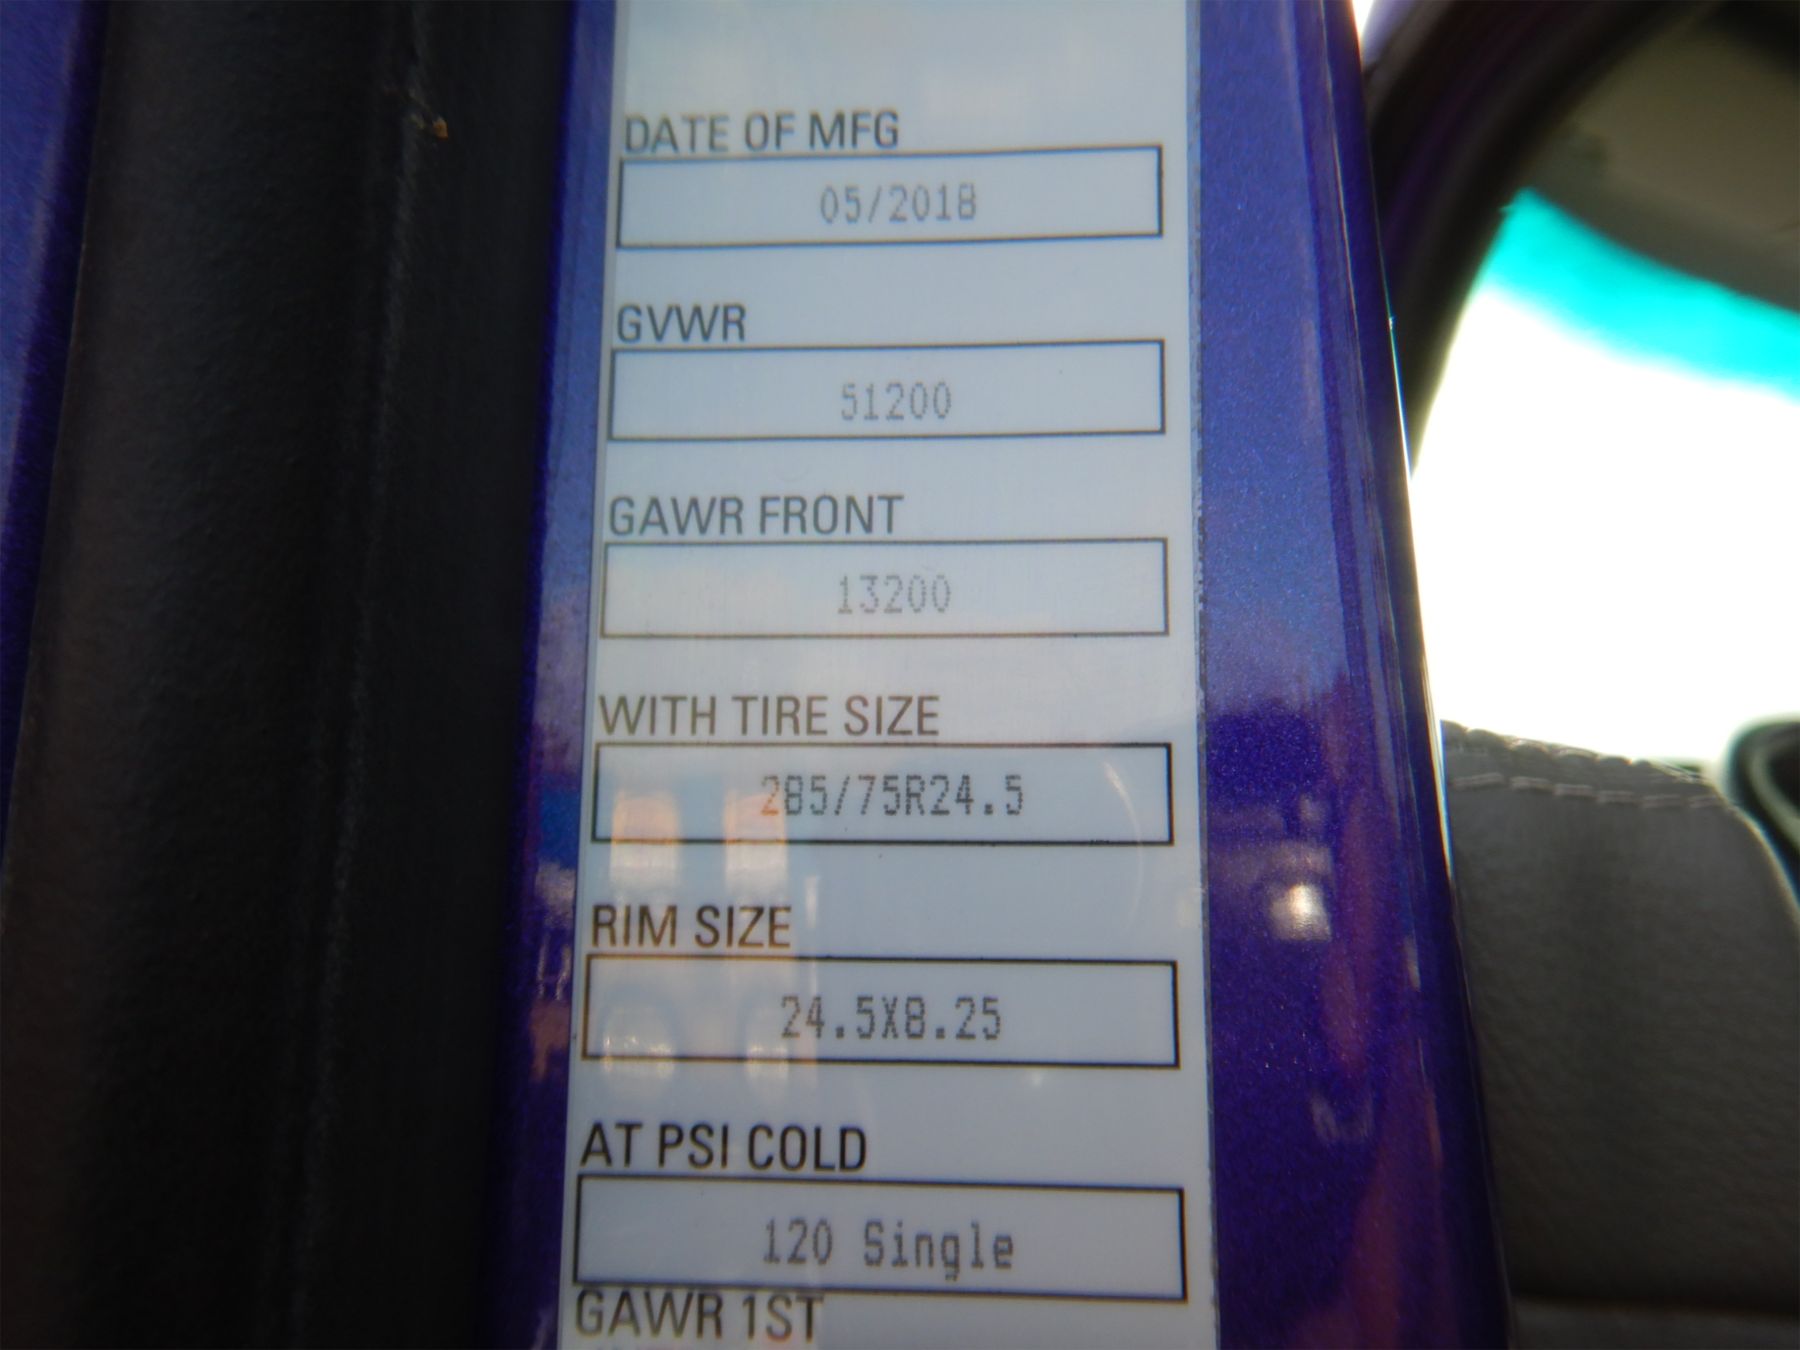 DATE OF MFG
05/2018
GVWR
51200
GAWR FRONT
13200
WITH TIRE SIZE
285/75R24.5
RIM SIZE
24.5X8.25
AT PSI COLD
120 Single
GAWR 1ST